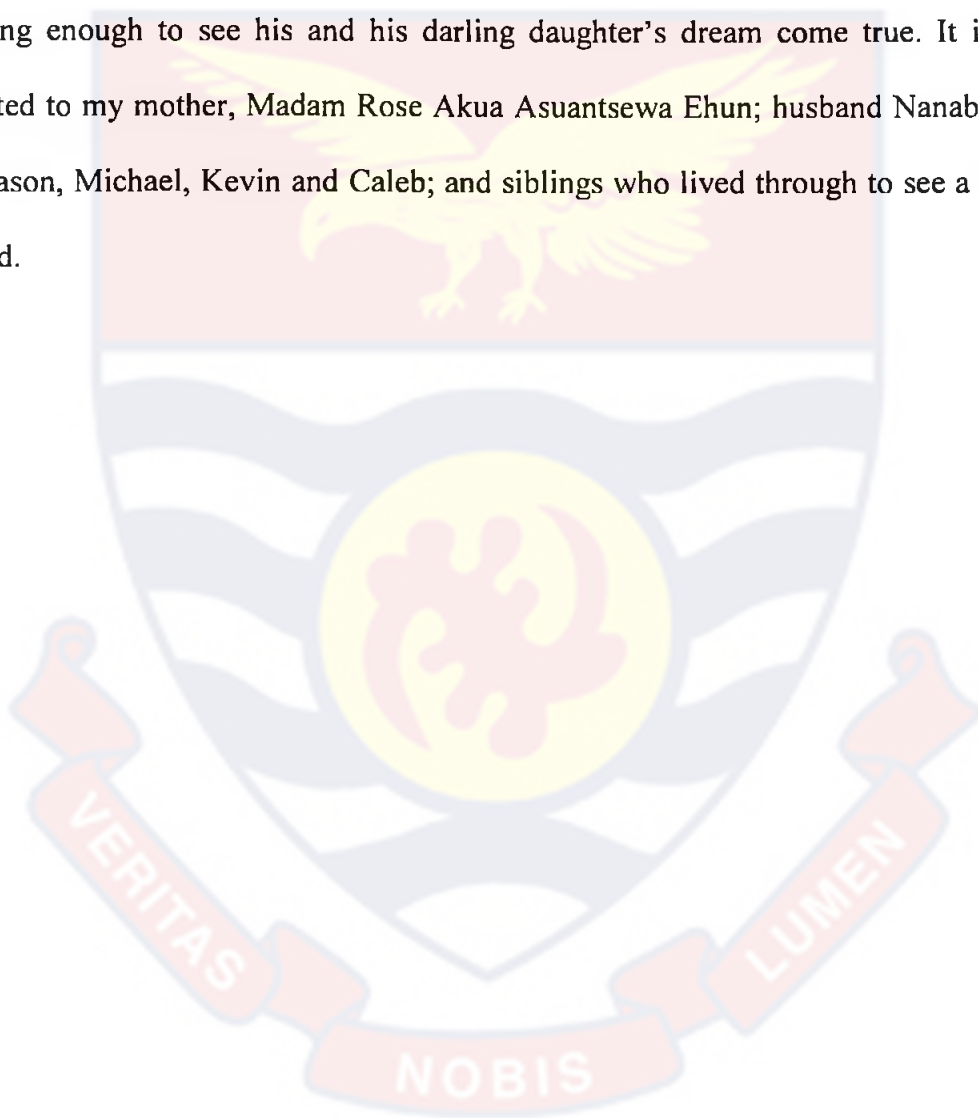 ng enough to see his and his darling daughter's dream come true. It i
ted to my mother, Madam Rose Akua Asuantsewa Ehun; husband Nanab
ason, Michael, Kevin and Caleb; and siblings who lived through to see a
d.
VERITAS
NOBIS
LUMEN